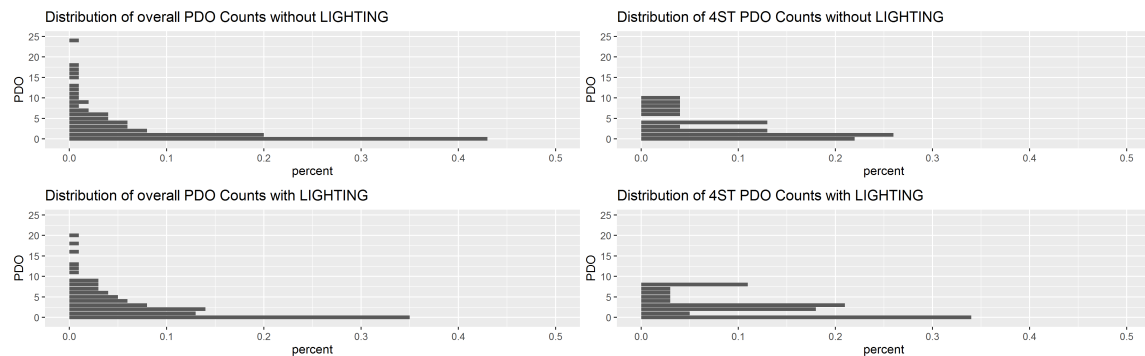 Distribution of overall PDO Counts without LIGHTING
25
20
15
10
5
0
PDO
0.0 0.1 0.2 0.3 0.4 0.5
percent
Distribution of 4ST PDO Counts without LIGHTING
25
20
15
10
5
0
PDO
0.0 0.1 0.2 0.3 0.4 0.5
percent
Distribution of overall PDO Counts with LIGHTING
25
20
15
10
5
0
PDO
0.0 0.1 0.2 0.3 0.4 0.5
percent
Distribution of 4ST PDO Counts with LIGHTING
25
20
15
10
5
0
PDO
0.0 0.1 0.2 0.3 0.4 0.5
percent